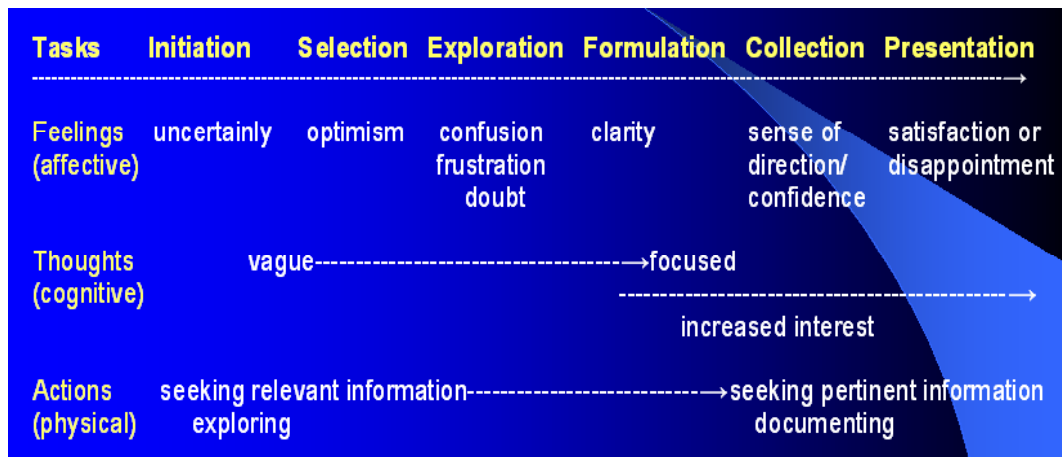 Tasks Initiation Selection Exploration Formulation Collection Presentation
Feelings uncertainly optimism confusion clarity sense of satisfaction or
(affective) frustration direction/ disappointment
doubt confidence
Thoughts vague→focused
(cognitive)
increased interest
Actions seeking relevant information→seeking pertinent information
(physical) exploring documenting